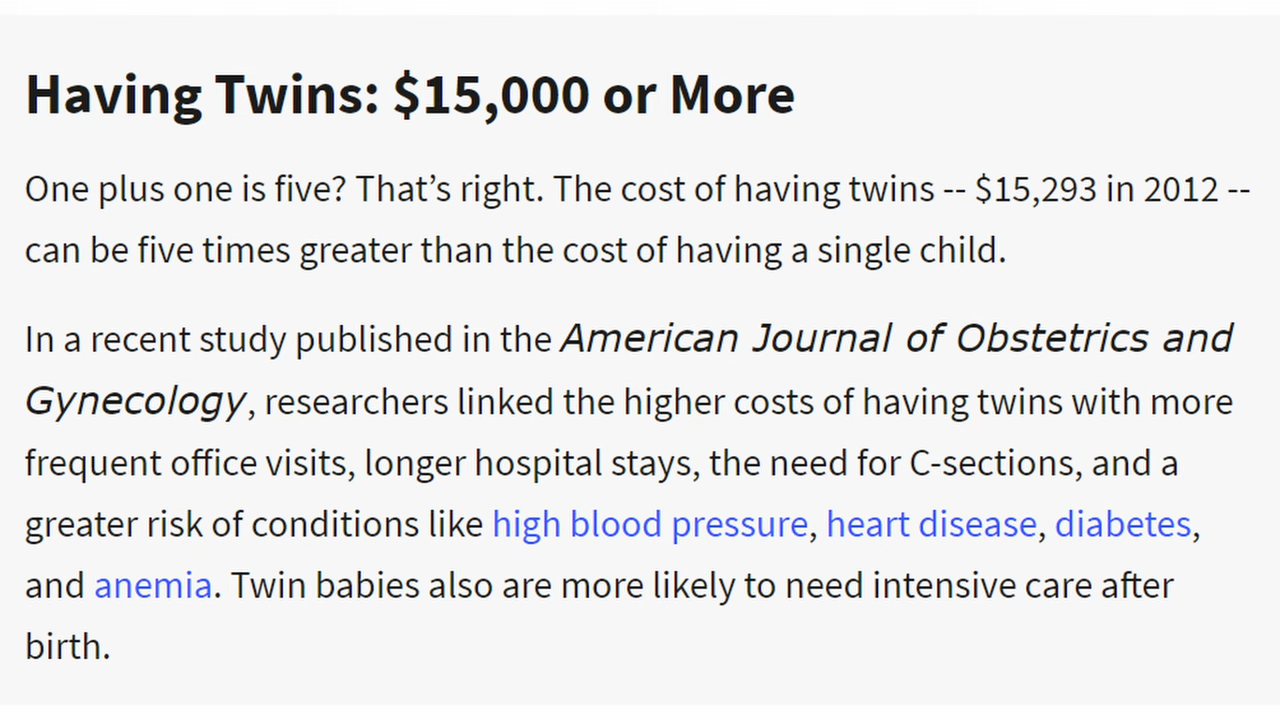 Having Twins: $15,000 or More
One plus one is five? That’s right. The cost of having twins -- $15,293 in 2012 --
can be five times greater than the cost of having a single child.
In a recent study published in the American Journal of Obstetrics and
Gynecology, researchers linked the higher costs of having twins with more
frequent office visits, longer hospital stays, the need for C-sections, and a
greater risk of conditions like high blood pressure, heart disease, diabetes,
and anemia. Twin babies also are more likely to need intensive care after
birth.